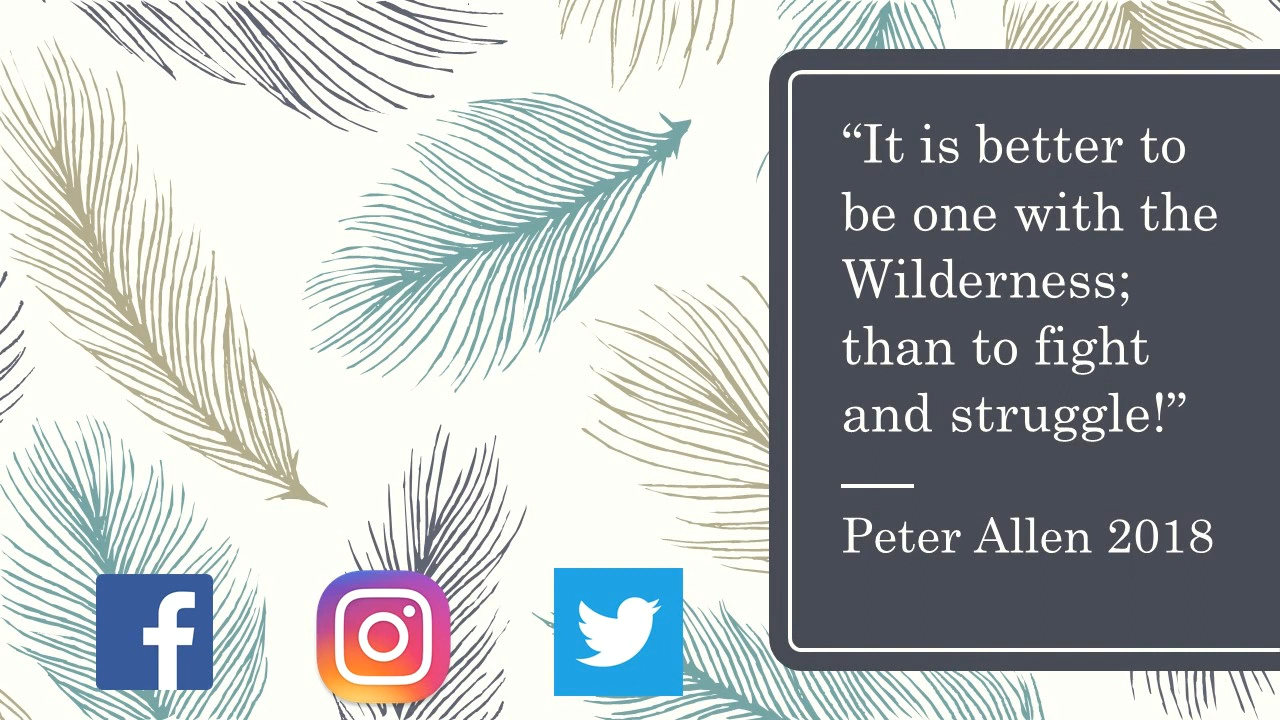 “It is better to
be one with the
Wilderness;
than to fight
and struggle!”
Peter Allen 2018